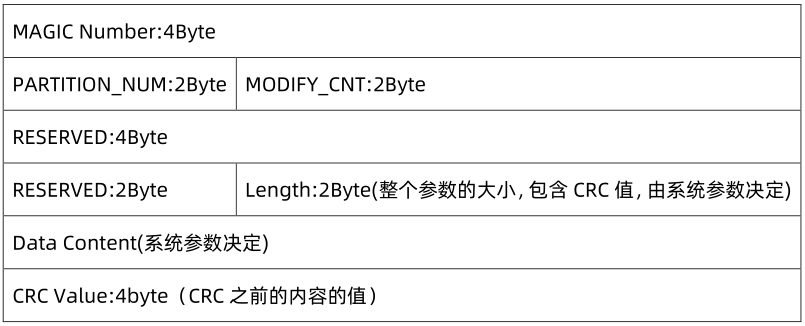 MAGIC Number:4Byte
PARTITION_NUM:2Byte MODIFY_CNT:2Byte
RESERVED:4Byte
RESERVED:2Byte Length:2Byte(整个参数的大小, 包含 CRC 值, 由系统参数决定)
Data Content(系统参数决定)
CRC Value:4byte（CRC 之前的内容的值）